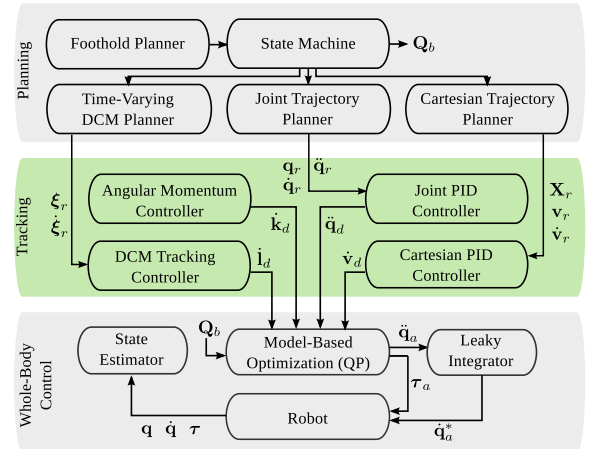 Planning
Foothold Planner
State Machine
Q_b
Time-Varying
DCM Planner
Joint Trajectory
Planner
Cartesian Trajectory
Planner
Tracking
ξ_r
ξ̇_r
q_r q̈_r
q̇_r
X_r
v_r
v̇_r
Angular Momentum
Controller
Joint PID
Controller
k̇_d
q̈_d
DCM Tracking
Controller
l̇_d
v̇_d
Cartesian PID
Controller
Whole-Body
Control
State
Estimator
Q_b
Model-Based
Optimization (QP)
q̈_a
Leaky
Integrator
τ_a
Robot
q q̇ τ
q̇_a^*